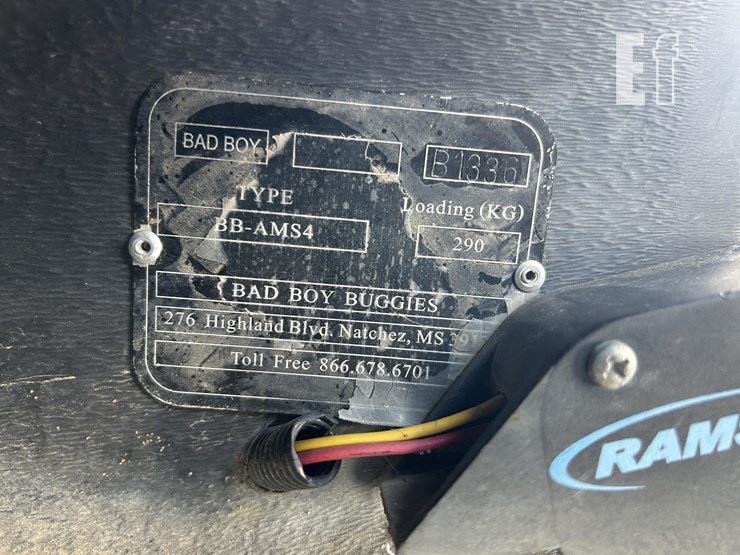 Ef
BAD BOY B1336
TYPE Loading (KG)
BB-AMS4 290
BAD BOY BUGGIES
276 Highland Blvd. Natchez, MS
Toll Free 866.678.6701